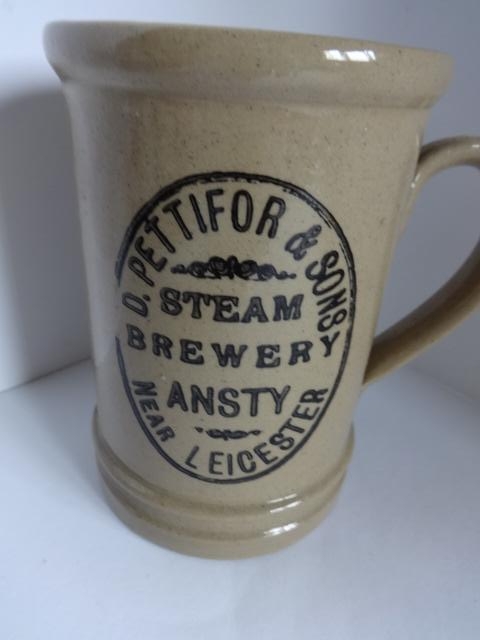 D. PETTIFOR & SONS
STEAM
BREWERY
ANSTY
NEAR LEICESTER